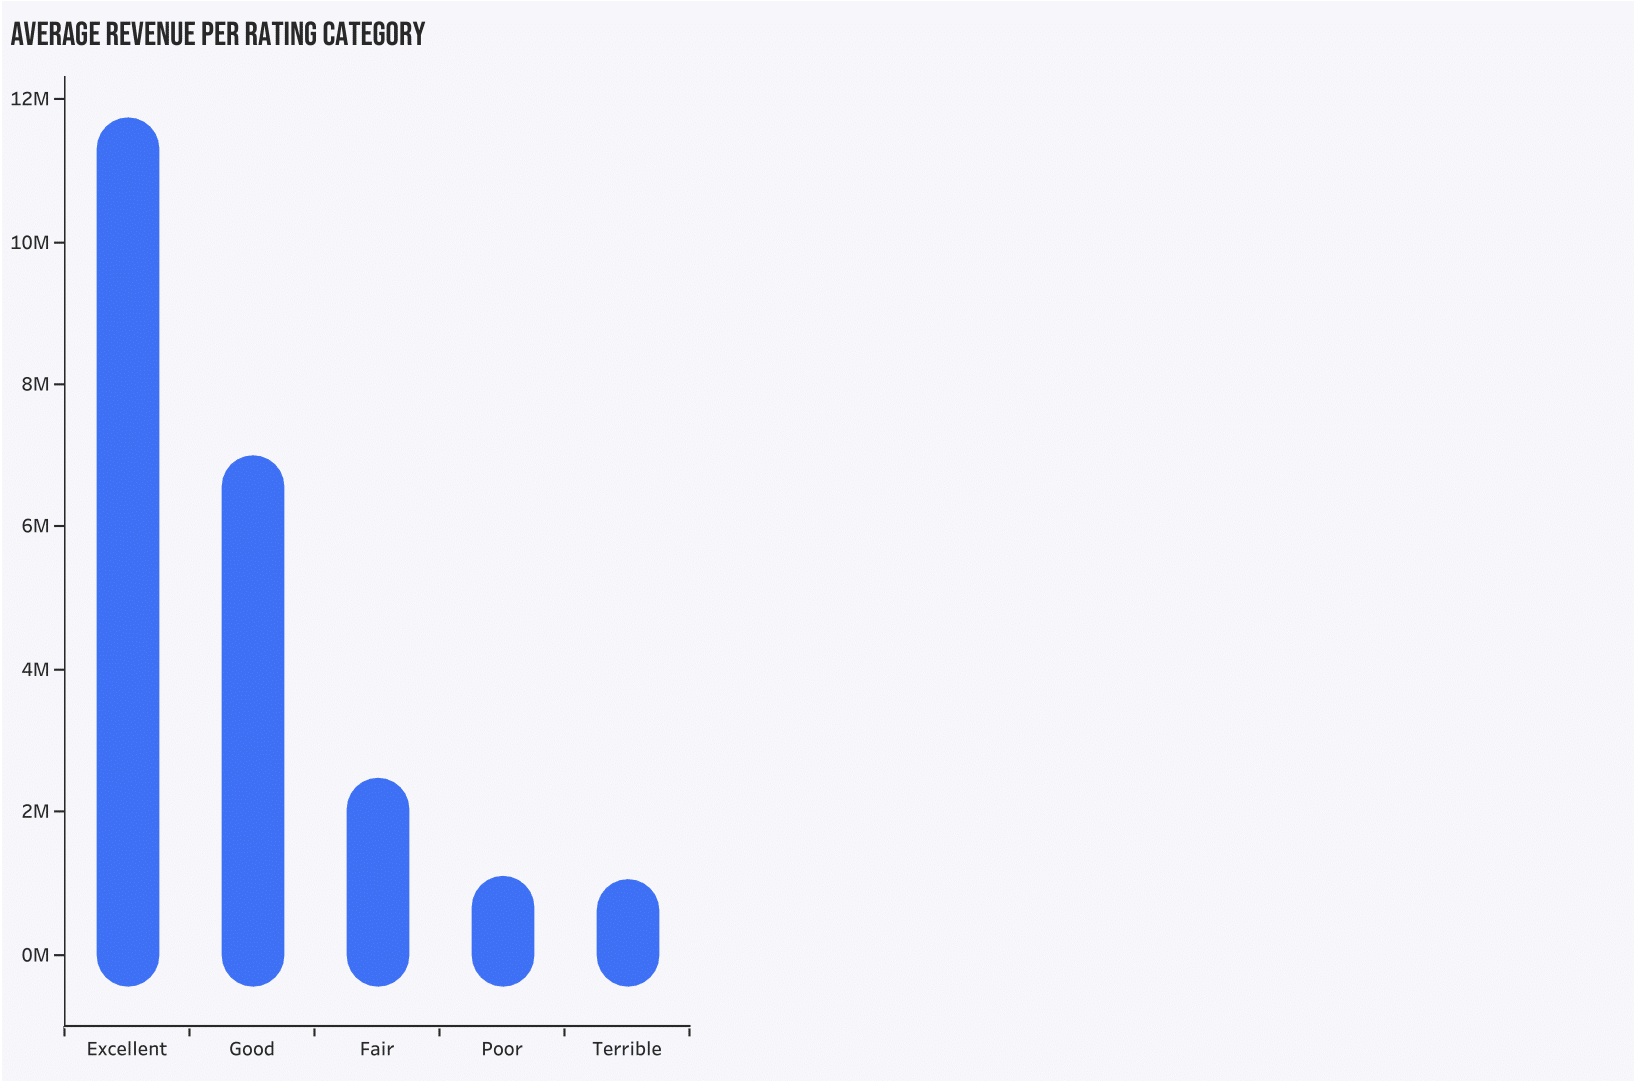 AVERAGE REVENUE PER RATING CATEGORY
12M
10M
8M
6M
4M
2M
0M
Excellent Good Fair Poor Terrible